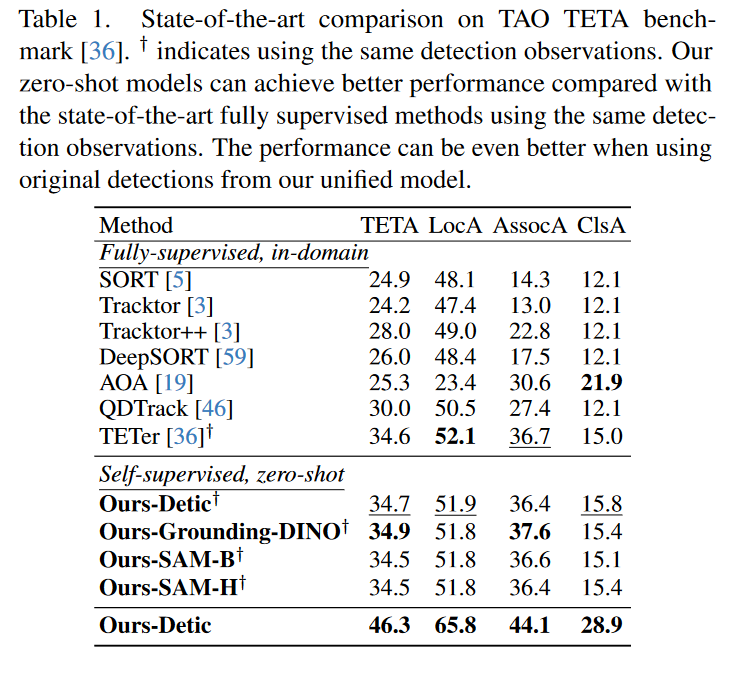 Table 1. State-of-the-art comparison on TAO TETA bench-
mark [36]. † indicates using the same detection observations. Our
zero-shot models can achieve better performance compared with
the state-of-the-art fully supervised methods using the same detec-
tion observations. The performance can be even better when using
original detections from our unified model.
Method TETA LocA AssocA ClsA
Fully-supervised, in-domain
SORT [5] 24.9 48.1 14.3 12.1
Tracktor [3] 24.2 47.4 13.0 12.1
Tracktor++ [3] 28.0 49.0 22.8 12.1
DeepSORT [59] 26.0 48.4 17.5 12.1
AOA [19] 25.3 23.4 30.6 21.9
QDTrack [46] 30.0 50.5 27.4 12.1
TETer [36]† 34.6 52.1 36.7 15.0
Self-supervised, zero-shot
Ours-Detic† 34.7 51.9 36.4 15.8
Ours-Grounding-DINO† 34.9 51.8 37.6 15.4
Ours-SAM-B† 34.5 51.8 36.6 15.1
Ours-SAM-H† 34.5 51.8 36.4 15.4
Ours-Detic 46.3 65.8 44.1 28.9